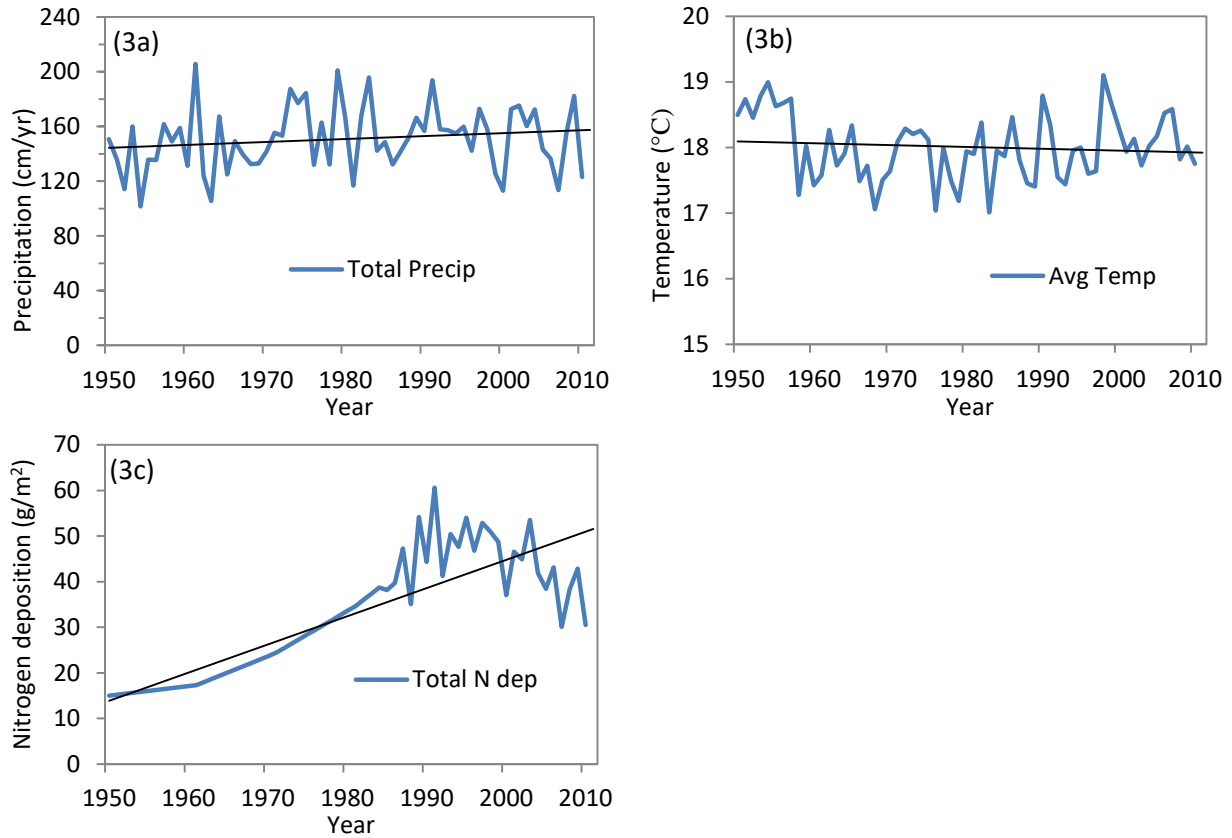 (3a)
Precipitation (cm/yr)
240
200
160
120
80
40
0
Total Precip
1950 1960 1970 1980 1990 2000 2010
Year
(3b)
Temperature (°C)
20
19
18
17
16
15
Avg Temp
1950 1960 1970 1980 1990 2000 2010
Year
(3c)
Nitrogen deposition (g/m²)
70
60
50
40
30
20
10
0
Total N dep
1950 1960 1970 1980 1990 2000 2010
Year